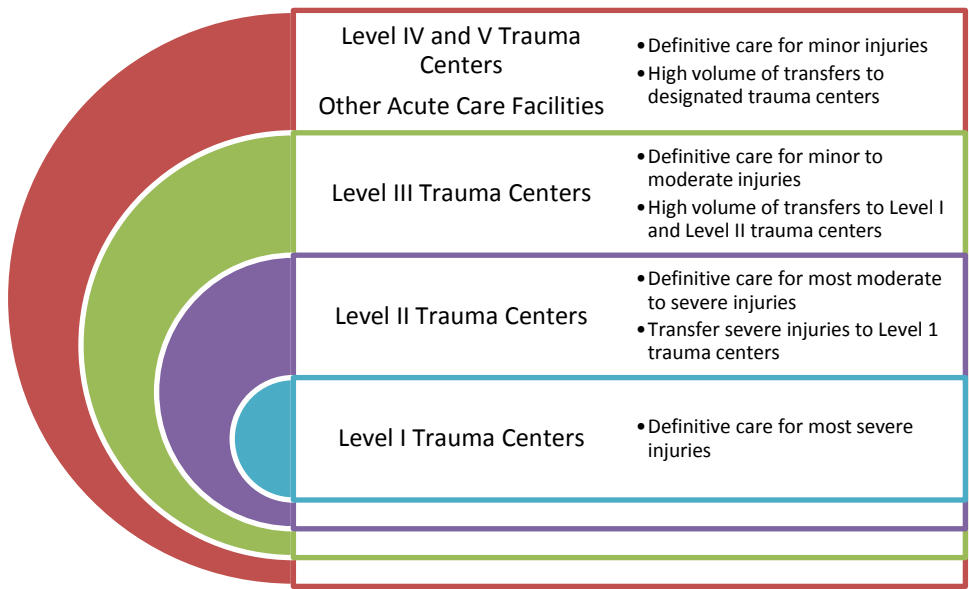 Level IV and V Trauma
Centers
Other Acute Care Facilities
•Definitive care for minor injuries
•High volume of transfers to
designated trauma centers
Level III Trauma Centers
•Definitive care for minor to
moderate injuries
•High volume of transfers to Level I
and Level II trauma centers
Level II Trauma Centers
•Definitive care for most moderate
to severe injuries
•Transfer severe injuries to Level 1
trauma centers
Level I Trauma Centers
•Definitive care for most severe
injuries